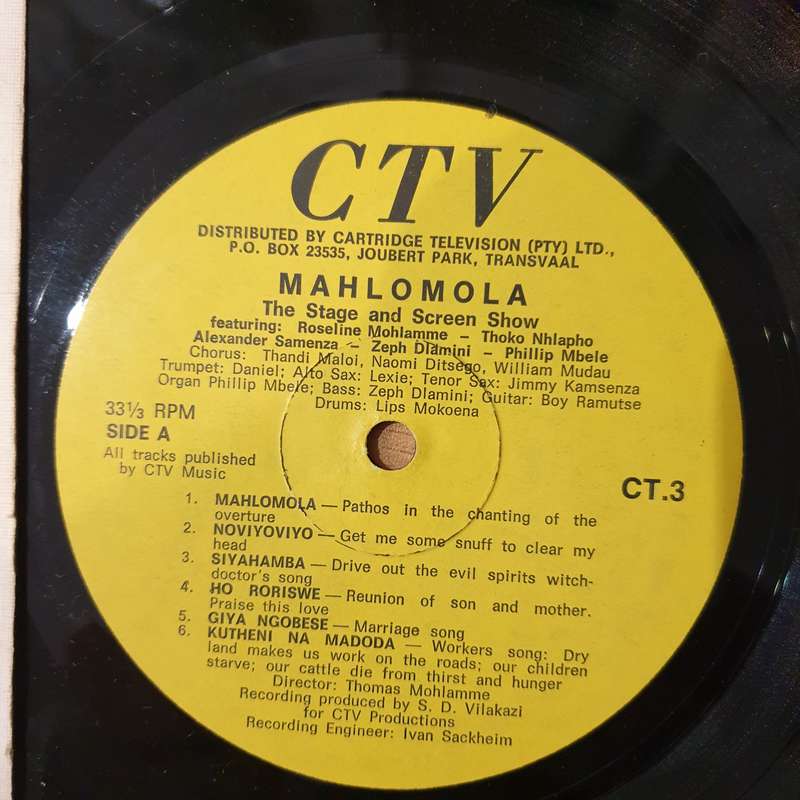 CTV
DISTRIBUTED BY CARTRIDGE TELEVISION (PTY) LTD.,
P.O. BOX 23535, JOUBERT PARK, TRANSVAAL
MAHLOMOLA
The Stage and Screen Show
featuring: Roseline Mohlamme – Thoko Nhlapho
Alexander Samenza – Zeph Dlamini – Phillip Mbele
Chorus: Thandi Maloi, Naomi Ditsego, William Mudau
Trumpet: Daniel; Alto Sax: Lexie; Tenor Sax: Jimmy Kamsenza
Organ Phillip Mbele; Bass: Zeph Dlamini; Guitar: Boy Ramutse
Drums: Lips Mokoena
33⅓ RPM
SIDE A
All tracks published
by CTV Music
CT.3
1. MAHLOMOLA — Pathos in the chanting of the
overture
2. NOVIYOVIYO — Get me some snuff to clear my
head
3. SIYAHAMBA — Drive out the evil spirits witch-
doctor's song
4. HO RORISWE — Reunion of son and mother.
Praise this love
5. GIYA NGOBESE — Marriage song
6. KUTHENI NA MADODA — Workers song: Dry
land makes us work on the roads; our children
starve; our cattle die from thirst and hunger
Director: Thomas Mohlamme
Recording produced by S. D. Vilakazi
for CTV Productions
Recording Engineer: Ivan Sackheim